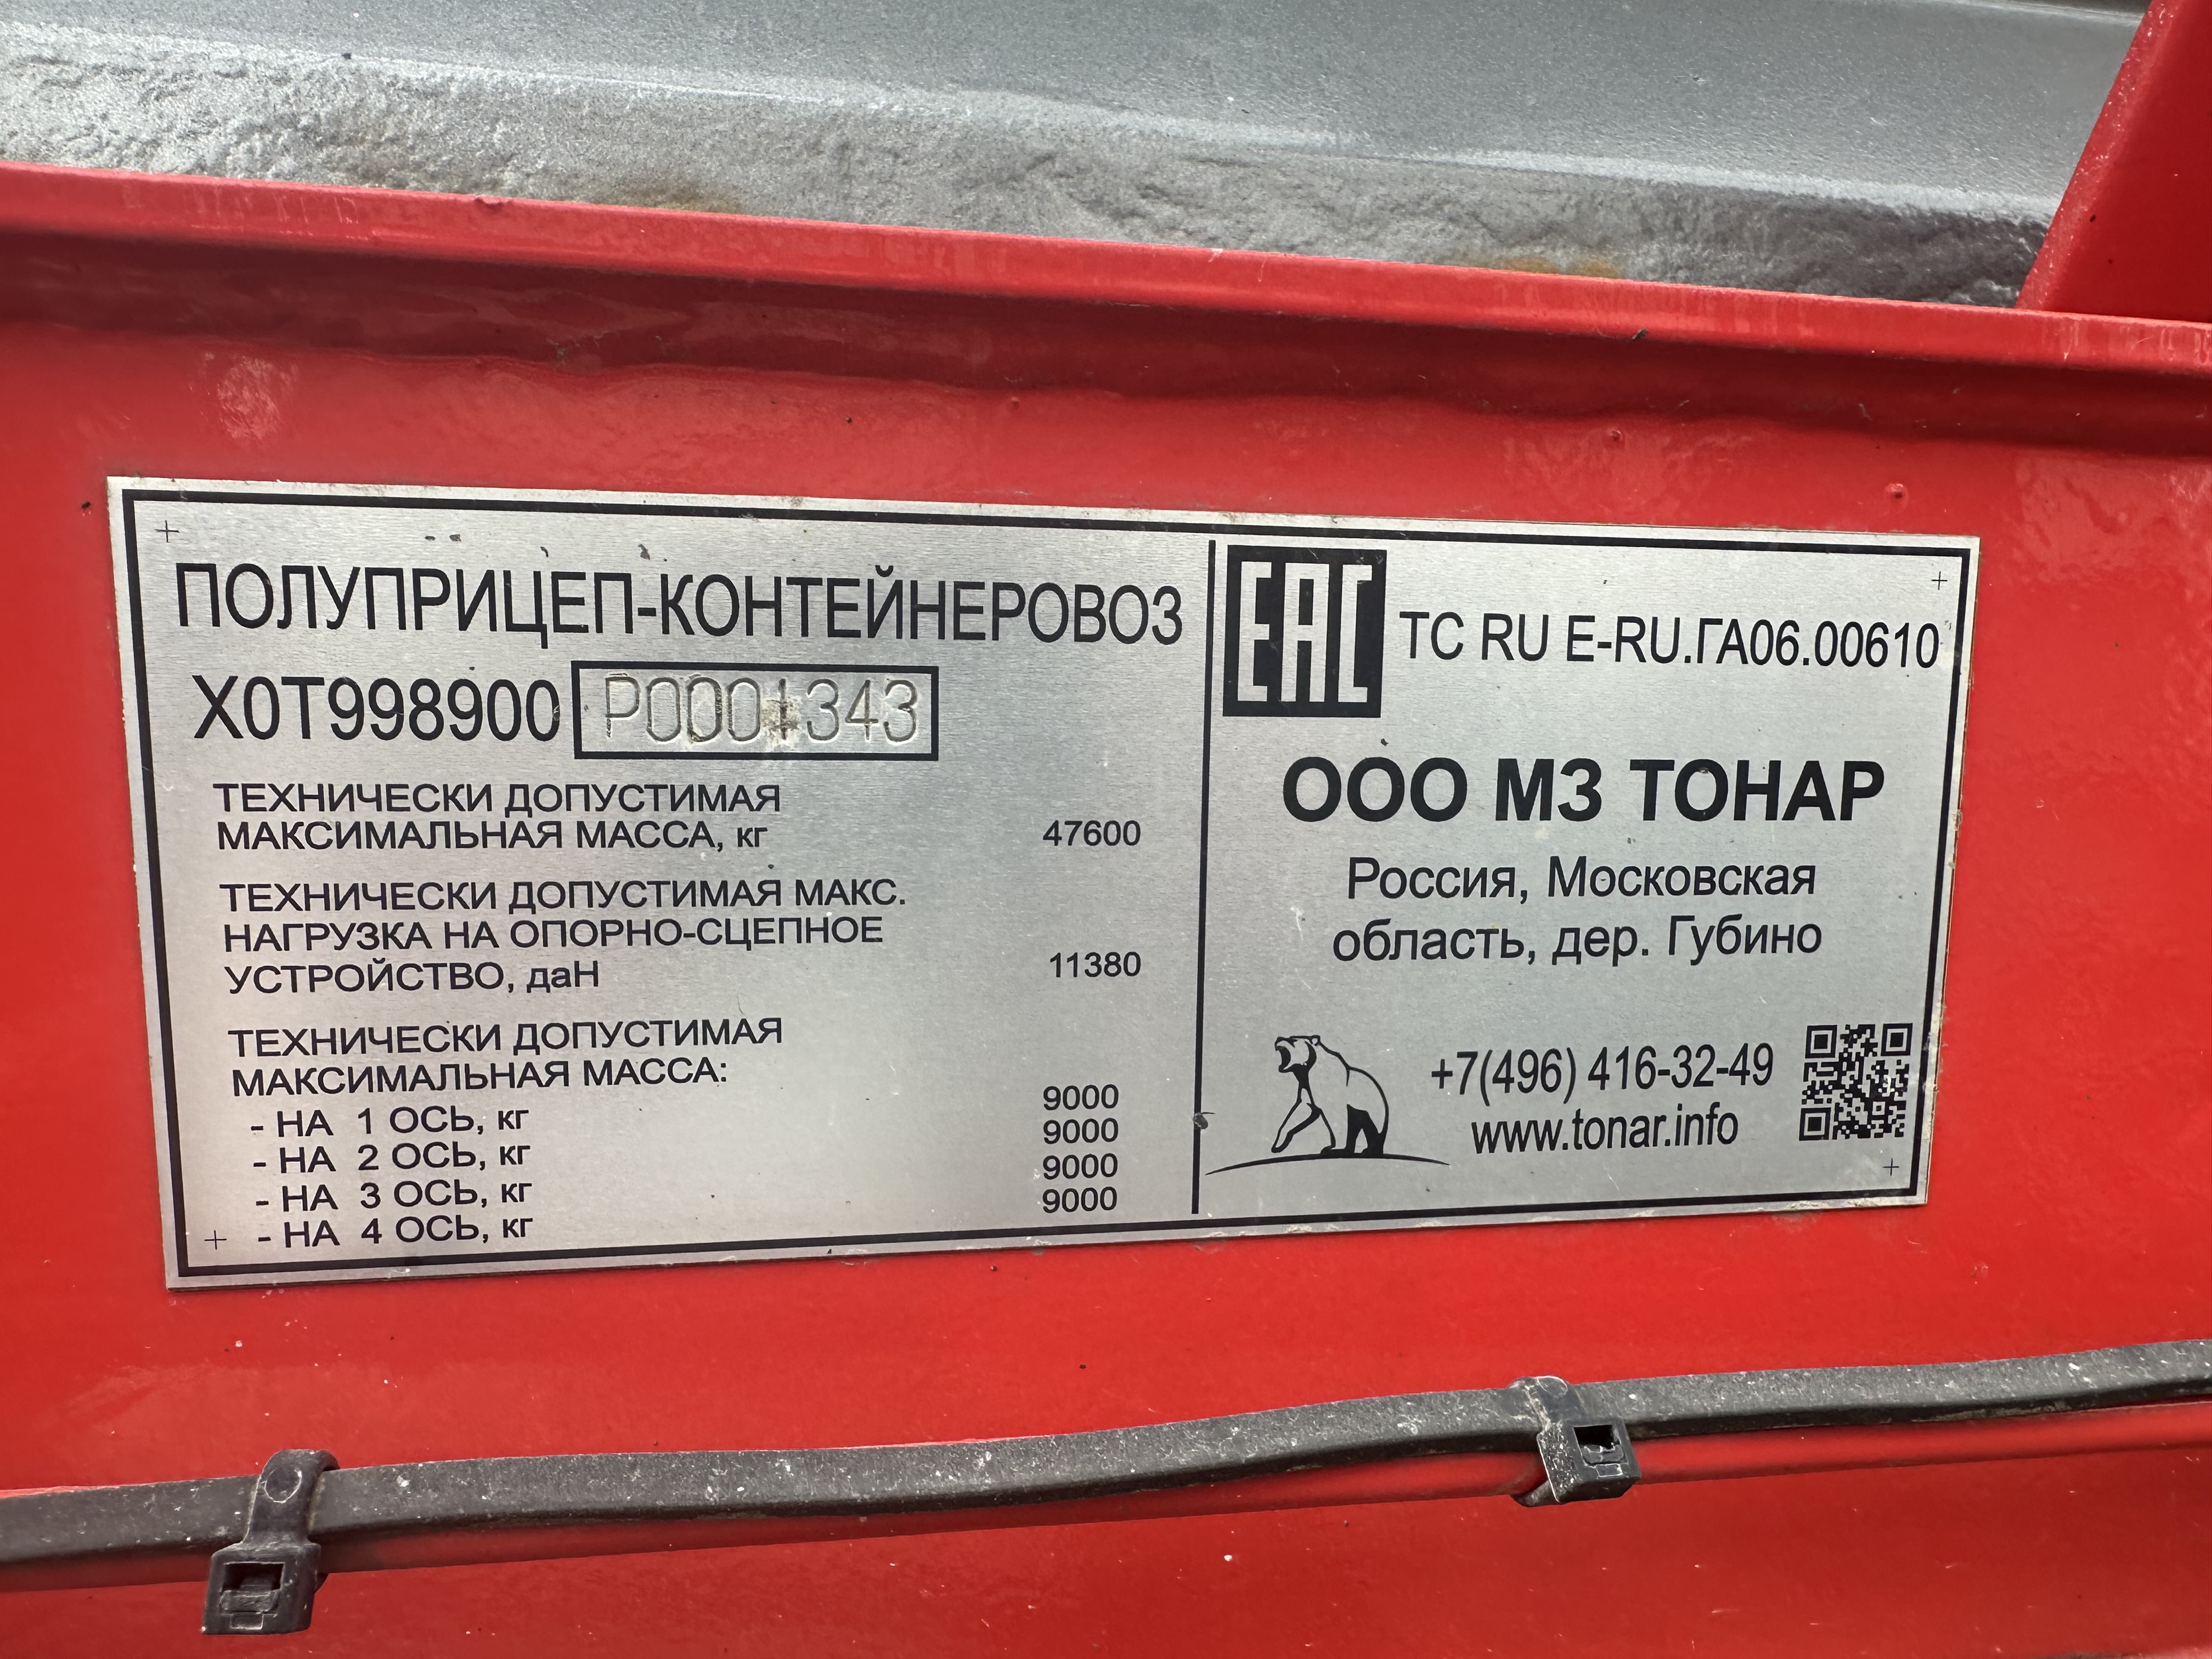 ПОЛУПРИЦЕП-КОНТЕЙНЕРОВОЗ
X0T998900 P0001343
ТЕХНИЧЕСКИ ДОПУСТИМАЯ
МАКСИМАЛЬНАЯ МАССА, кг 47600
ТЕХНИЧЕСКИ ДОПУСТИМАЯ МАКС.
НАГРУЗКА НА ОПОРНО-СЦЕПНОЕ
УСТРОЙСТВО, даН 11380
ТЕХНИЧЕСКИ ДОПУСТИМАЯ
МАКСИМАЛЬНАЯ МАССА:
- НА 1 ОСЬ, кг 9000
- НА 2 ОСЬ, кг 9000
- НА 3 ОСЬ, кг 9000
- НА 4 ОСЬ, кг 9000
EAC ТС RU E-RU.ГА06.00610
ООО МЗ ТОНАР
Россия, Московская
область, дер. Губино
+7(496) 416-32-49
www.tonar.info